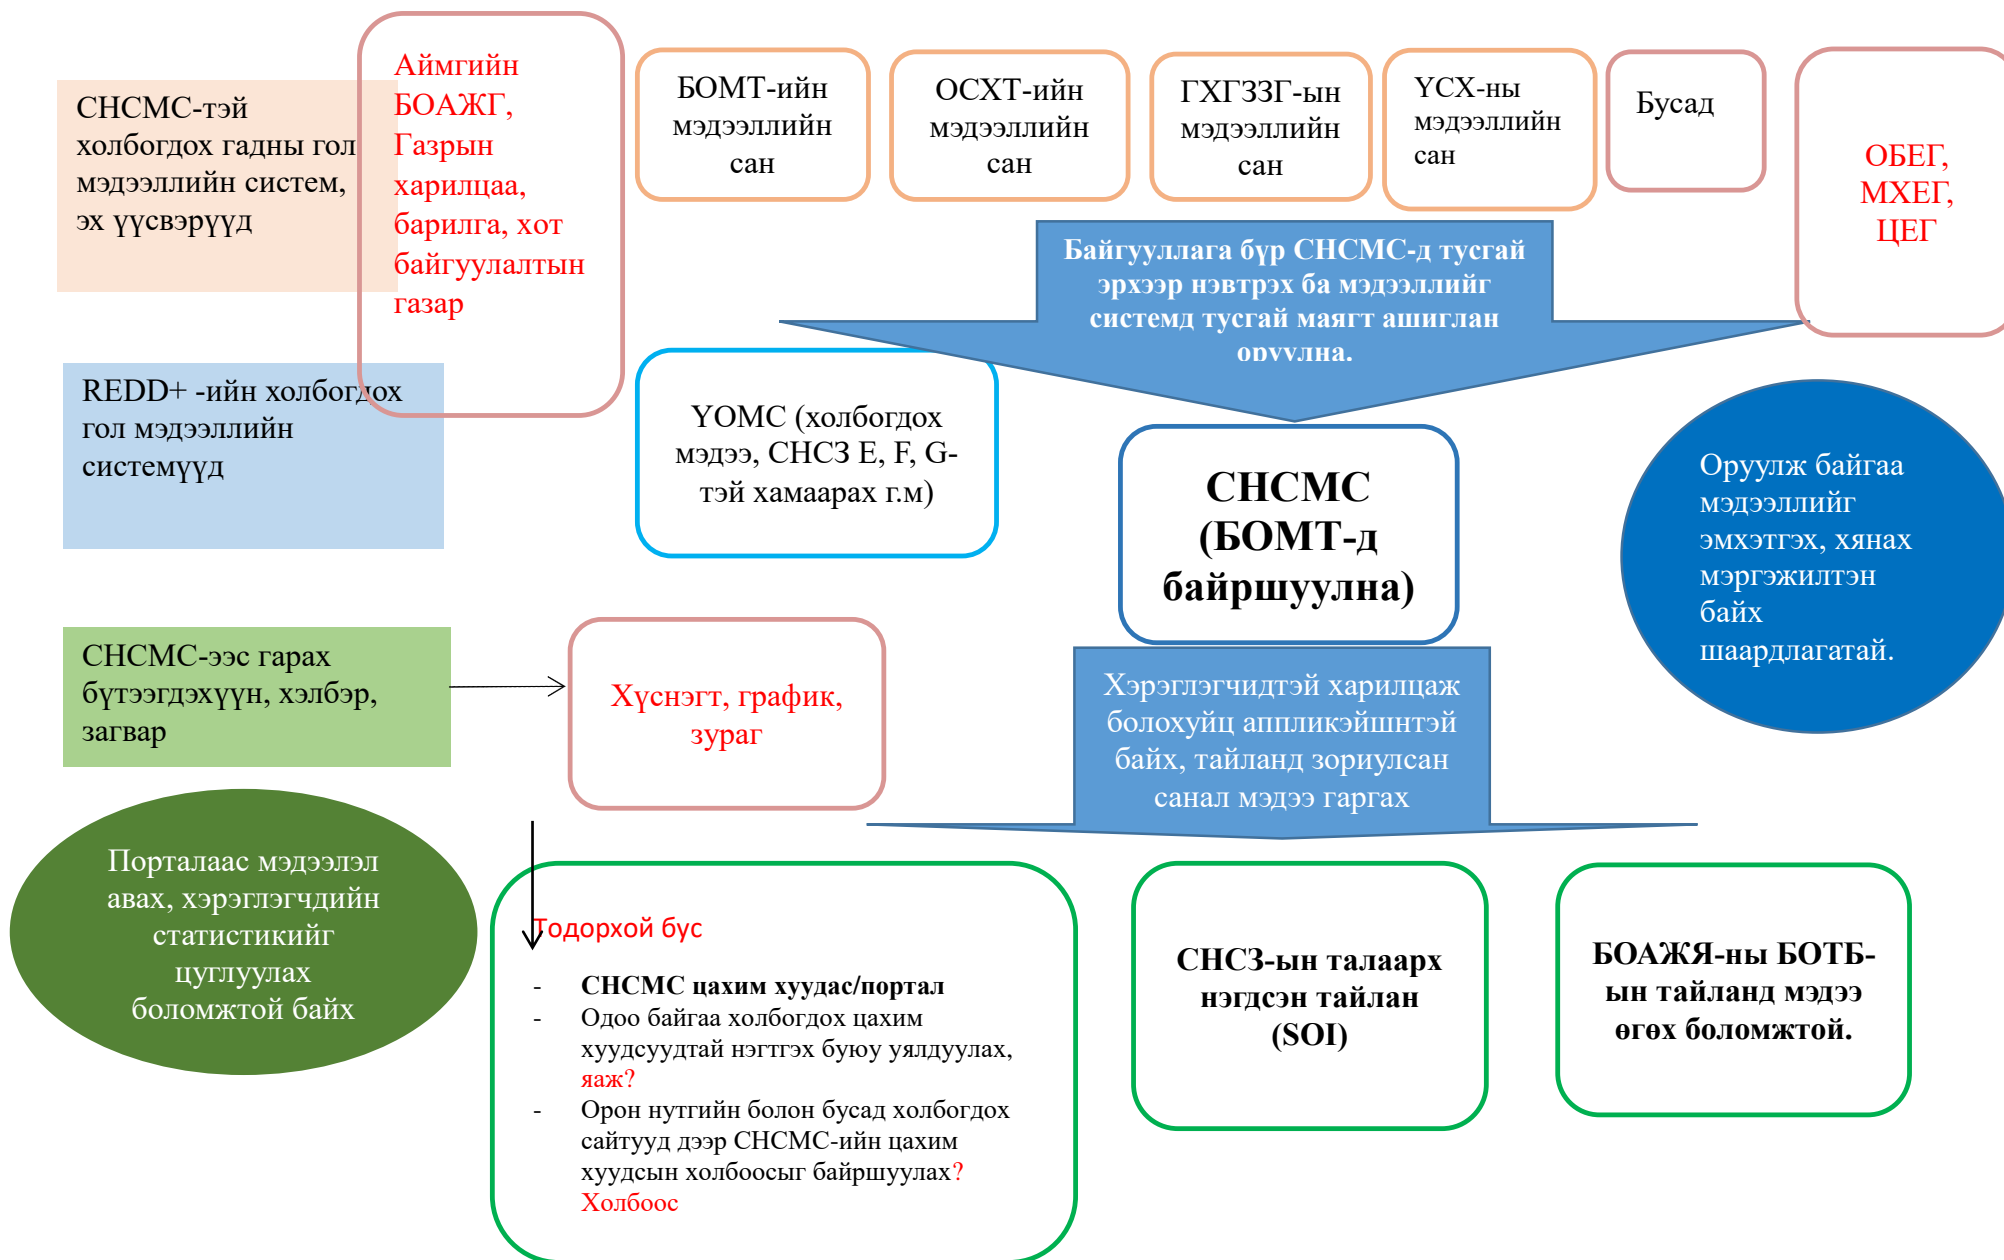 СНСМС-тэй
холбогдох гадны гол
мэдээллийн систем,
эх үүсвэрүүд
Аймгийн
БОАЖГ,
Газрын
харилцаа,
барилга, хот
байгуулалтын
газар
БОМТ-ийн
мэдээллийн
сан
ОСХТ-ийн
мэдээллийн
сан
ГХГЗЗГ-ын
мэдээллийн
сан
ҮСХ-ны
мэдээллийн
сан
Бусад
ОБЕГ,
МХЕГ,
ЦЕГ
Байгууллага бүр СНСМС-д тусгай
эрхээр нэвтрэх ба мэдээллийг
системд тусгай маягт ашиглан
оруулна.
REDD+ -ийн холбогдох
гол мэдээллийн
системүүд
ҮОМС (холбогдох
мэдээ, СНСЗ E, F, G-
тэй хамаарах г.м)
СНСМС
(БОМТ-д
байршуулна)
Оруулж байгаа
мэдээллийг
эмхэтгэх, хянах
мэргэжилтэн
байх
шаардлагатай.
СНСМС-ээс гарах
бүтээгдэхүүн, хэлбэр,
загвар
Хүснэгт, график,
зураг
Хэрэглэгчидтэй харилцаж
болохуйц аппликэйшнтэй
байх, тайланд зориулсан
санал мэдээ гаргах
Порталаас мэдээлэл
авах, хэрэглэгчдийн
статистикийг
цуглуулах
боломжтой байх
Тодорхой бус
- СНСМС цахим хуудас/портал
- Одоо байгаа холбогдох цахим
хуудсуудтай нэгтгэх буюу уялдуулах,
яаж?
- Орон нутгийн болон бусад холбогдох
сайтууд дээр СНСМС-ийн цахим
хуудсын холбоосыг байршуулах?
Холбоос
СНСЗ-ын талаарх
нэгдсэн тайлан
(SOI)
БОАЖЯ-ны БОТБ-
ын тайланд мэдээ
өгөх боломжтой.